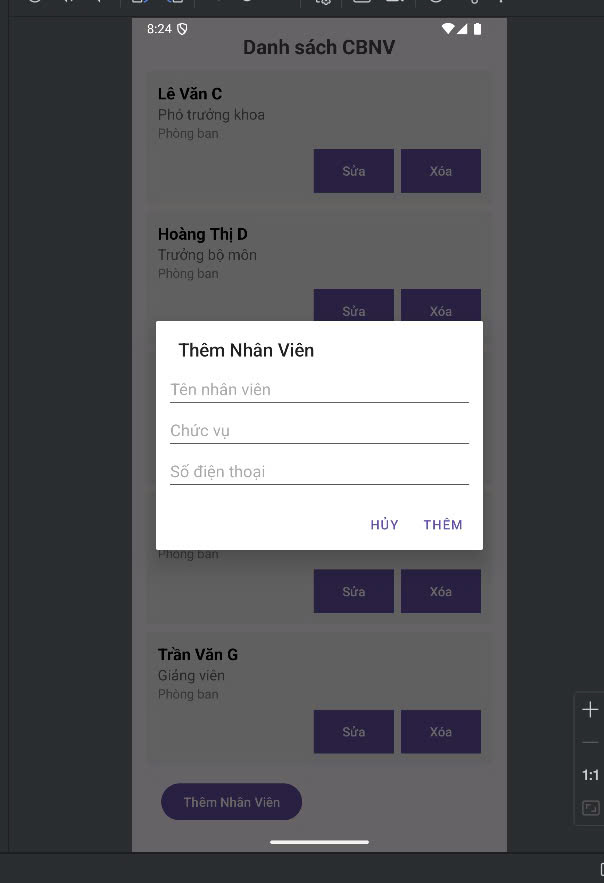 8:24
Danh sách CBNV
Lê Văn C
Phó trưởng khoa
Phòng ban
Sửa Xóa
Hoàng Thị D
Trưởng bộ môn
Phòng ban
Sửa Xóa
Thêm Nhân Viên
Tên nhân viên
Chức vụ
Số điện thoại
HỦY THÊM
Phòng ban
Sửa Xóa
Trần Văn G
Giảng viên
Phòng ban
Sửa Xóa
1:1
Thêm Nhân Viên